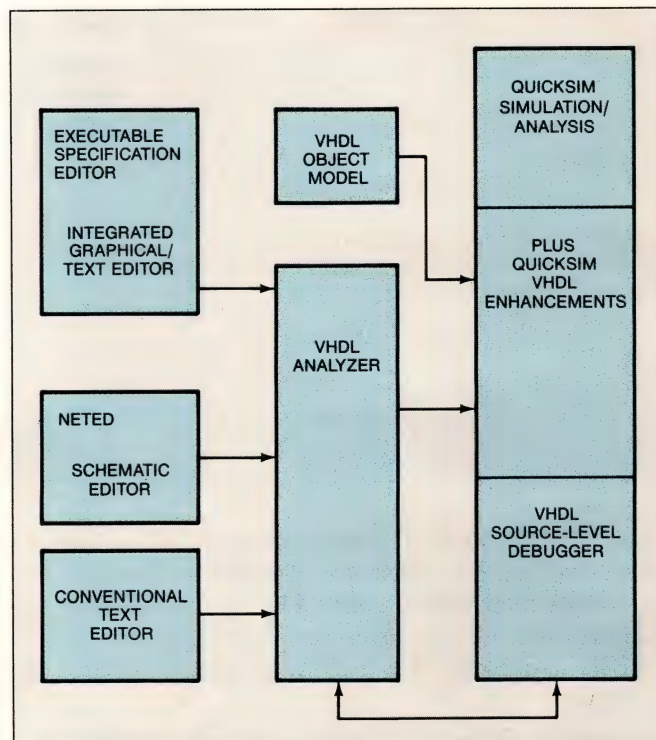 EXECUTABLE
SPECIFICATION
EDITOR
INTEGRATED
GRAPHICAL/
TEXT EDITOR
NETED
SCHEMATIC
EDITOR
CONVENTIONAL
TEXT
EDITOR
VHDL
OBJECT
MODEL
VHDL
ANALYZER
QUICKSIM
SIMULATION/
ANALYSIS
PLUS
QUICKSIM
VHDL
ENHANCEMENTS
VHDL
SOURCE-LEVEL
DEBUGGER